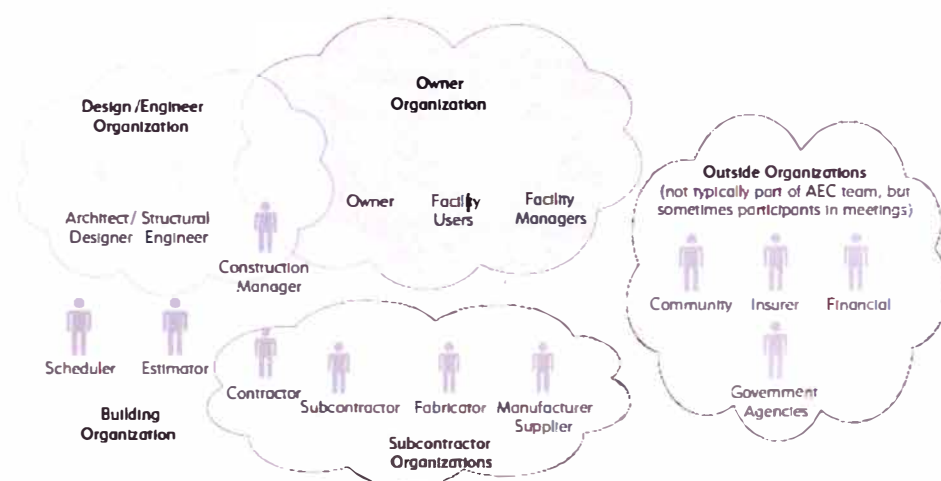 Design/Engineer
Organization
Owner
Organization
Architect/ Structural
Designer Engineer
Construction
Manager
Owner
Facility
Users
Facility
Managers
Outside Organizations
(not typically part of AEC team, but
sometimes participants in meetings)
Community
Insurer
Financial
Government
Agencies
Scheduler
Estimator
Building
Organization
Contractor
Subcontractor
Fabricator
Manufacturer
Supplier
Subcontractor
Organizations